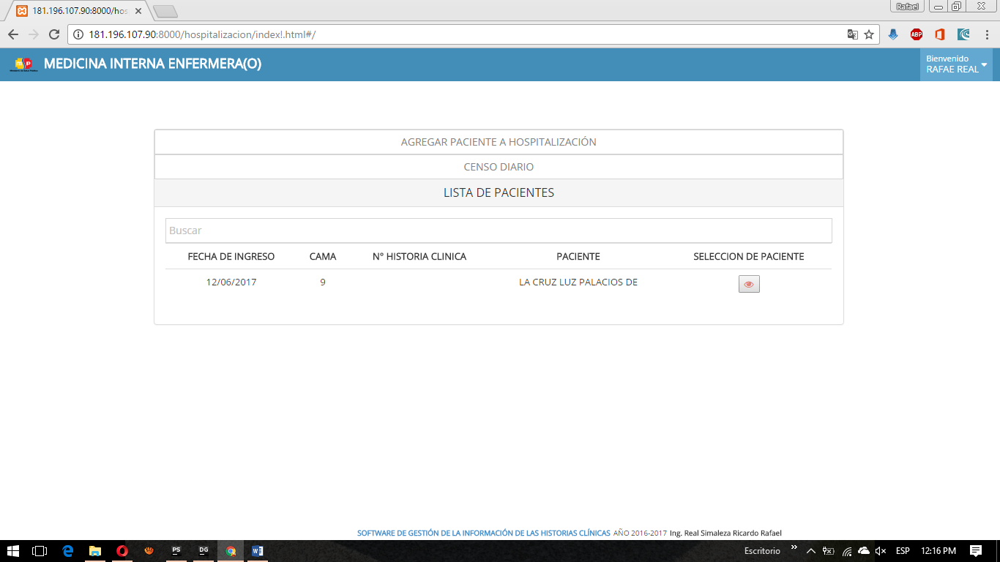 181.196.107.90:8000/hos
Rafael
181.196.107.90:8000/hospitalizacion/index!.html#/
ABP
mp
MEDICINA INTERNA ENFERMERA(O)
Bienvenido
RAFAE REAL
AGREGAR PACIENTE A HOSPITALIZACIÓN
CENSO DIARIO
LISTA DE PACIENTES
Buscar
FECHA DE INGRESO CAMA N° HISTORIA CLINICA PACIENTE SELECCION DE PACIENTE
12/06/2017 9 LA CRUZ LUZ PALACIOS DE
SOFTWARE DE GESTIÓN DE LA INFORMACIÓN DE LAS HISTORIAS CLÍNICAS AÑO 2016-2017 Ing. Real Simaleza Ricardo Rafael
PS DG Escritorio ESP 12:16 PM